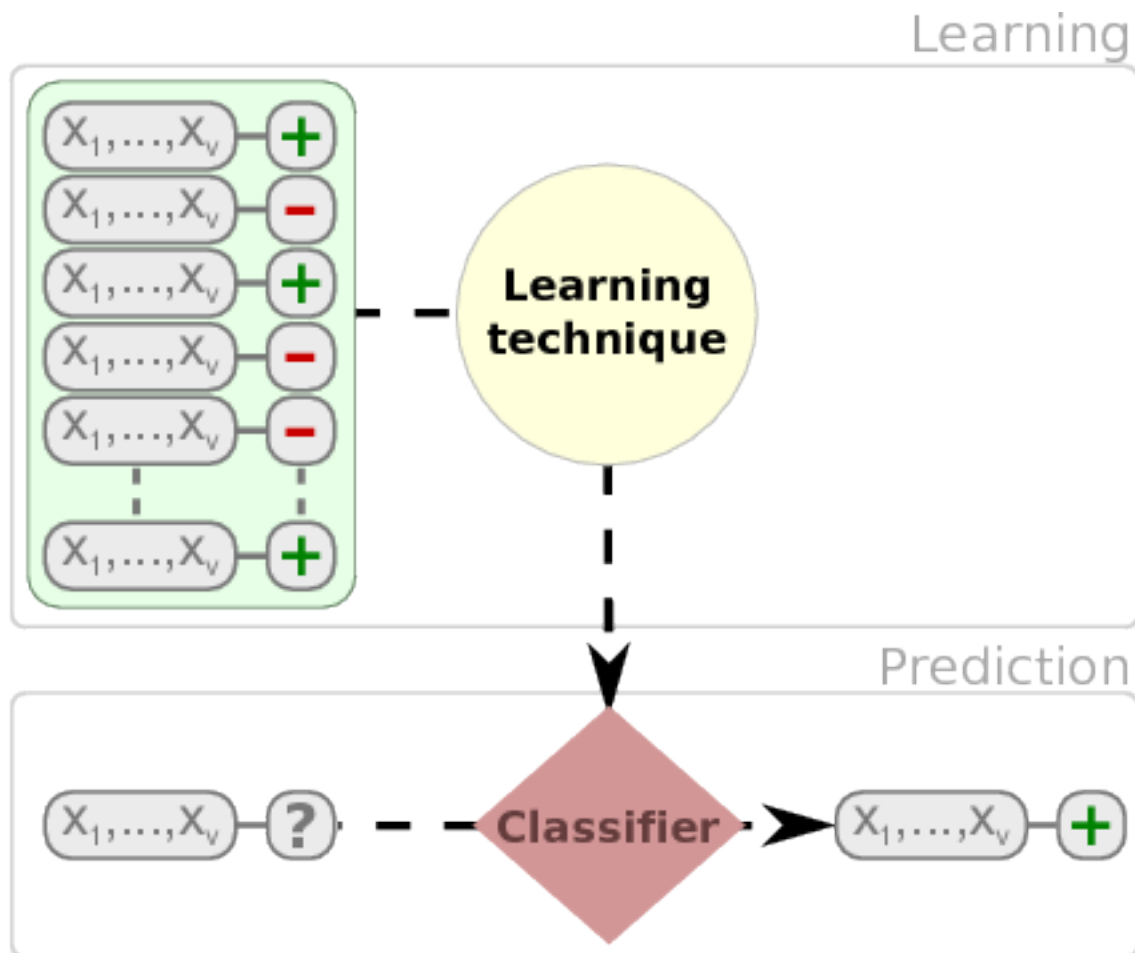 Learning
X₁,...,Xᵥ +
X₁,...,Xᵥ -
X₁,...,Xᵥ +
X₁,...,Xᵥ -
X₁,...,Xᵥ -
X₁,...,Xᵥ +
Learning
technique
Prediction
X₁,...,Xᵥ ?
Classifier
X₁,...,Xᵥ +